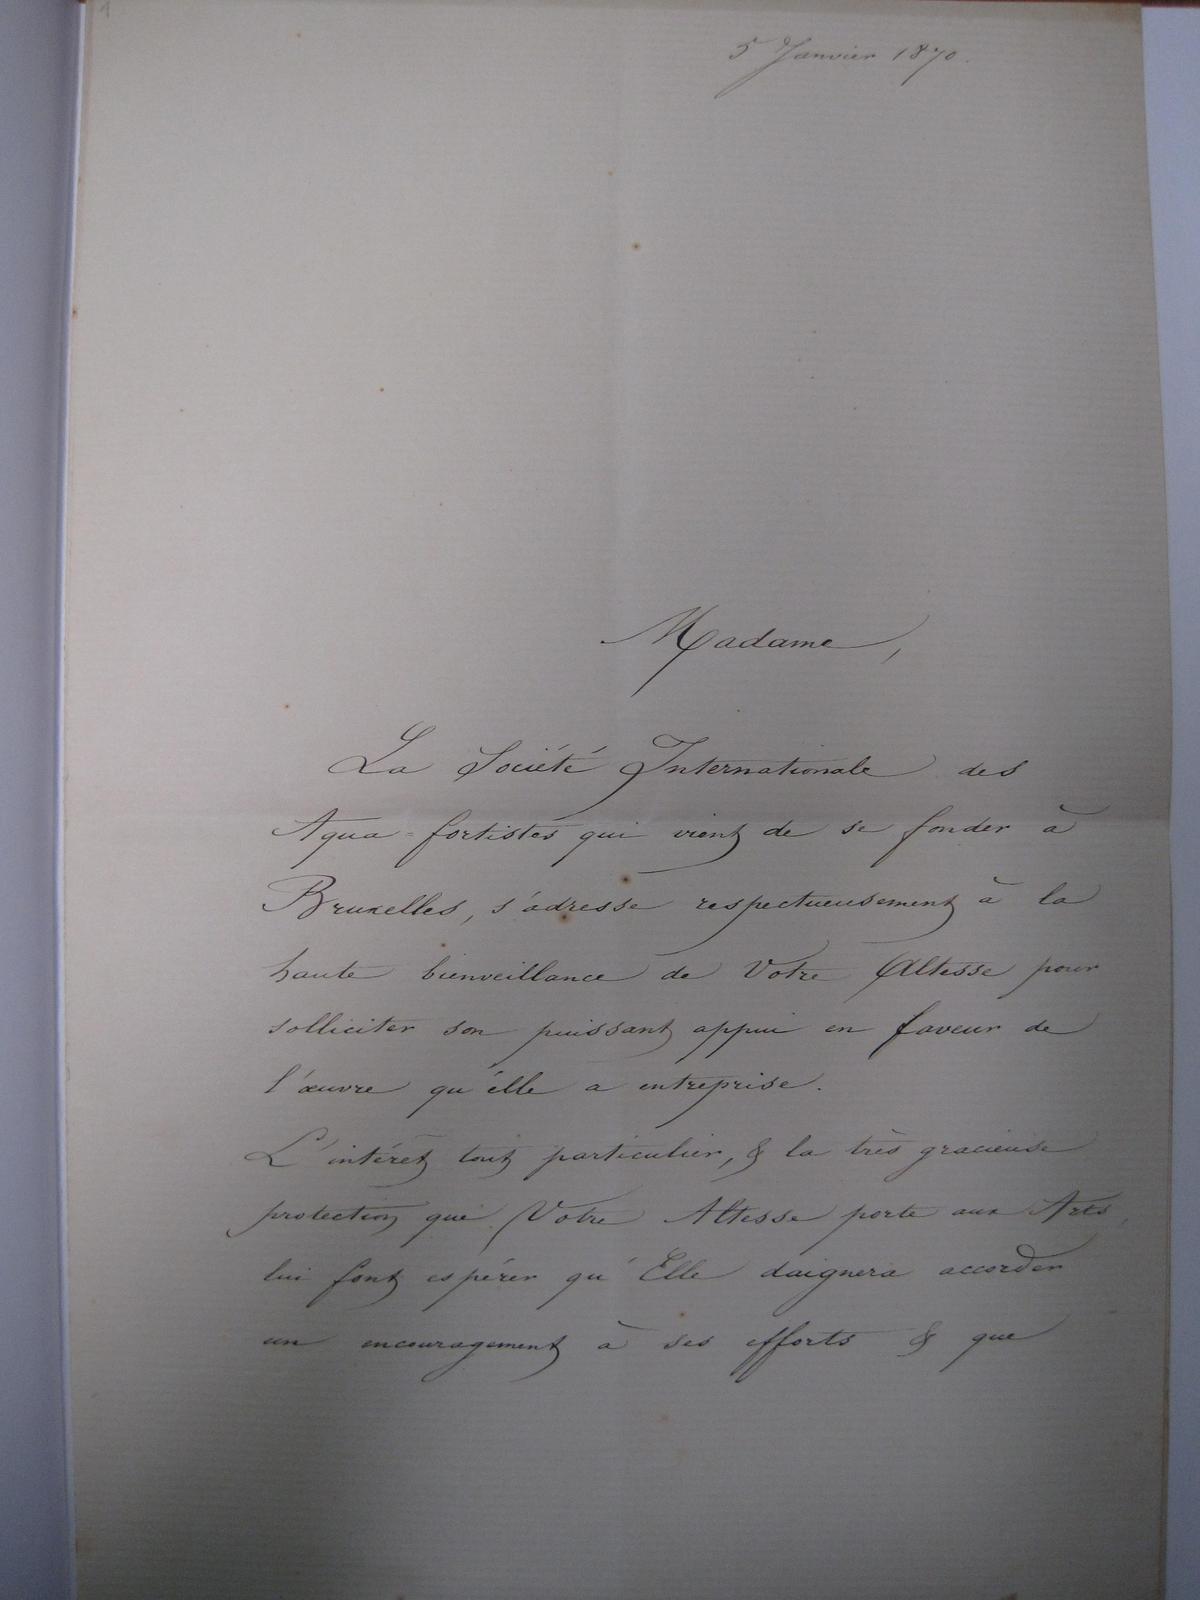 1
5 Janvier 1870.
Madame,
La Société Internationale des
Aqua=fortistes qui vient de se fonder à
Bruxelles, s'adresse respectueusement à la
haute bienveillance de Votre Altesse pour
solliciter son puissant appui en faveur de
l'œuvre qu'elle a entreprise.
L'intérêt tout particulier, & la très gracieuse
protection que Votre Altesse porte aux Arts,
lui font espérer qu'Elle daignera accorder
un encouragement à ses efforts & que